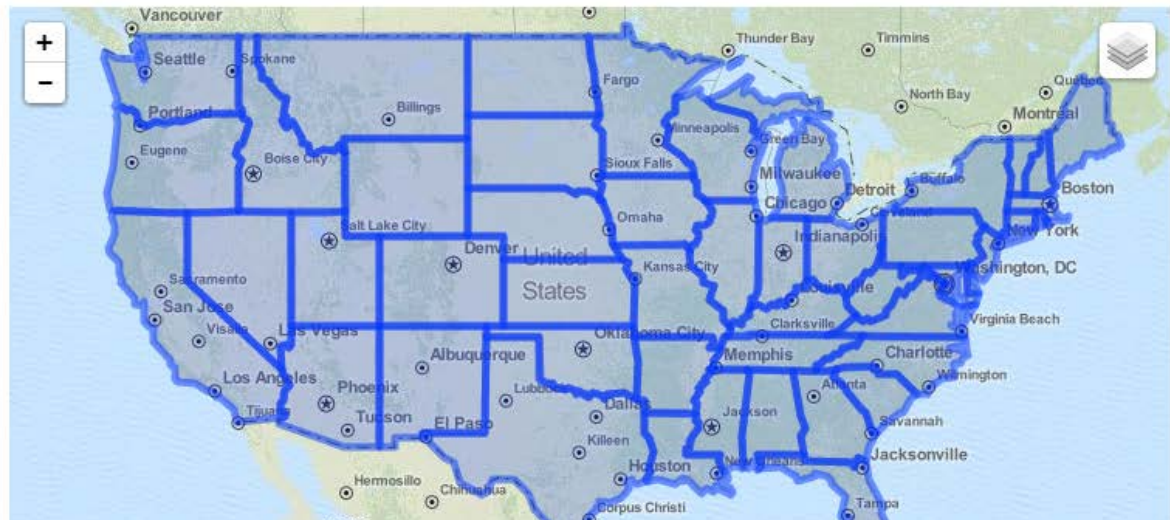 Vancouver
+
−
Seattle
Spokane
Portland
Eugene
Boise City
Billings
Fargo
Minneapolis
Sioux Falls
Green Bay
Milwaukee
Chicago
Detroit
Thunder Bay
Timmins
North Bay
Québec
Montréal
Buffalo
Boston
Cleveland
New York
Salt Lake City
Denver
United
States
Omaha
Kansas City
Indianapolis
Louisville
Washington, DC
Virginia Beach
Sacramento
San Jose
Visalia
Las Vegas
Los Angeles
Tijuana
Phoenix
Tucson
Albuquerque
El Paso
Lubbock
Oklahoma City
Clarksville
Memphis
Charlotte
Wilmington
Atlanta
Savannah
Dallas
Killeen
Jackson
Houston
New Orleans
Jacksonville
Tampa
Hermosillo
Chihuahua
Corpus Christi